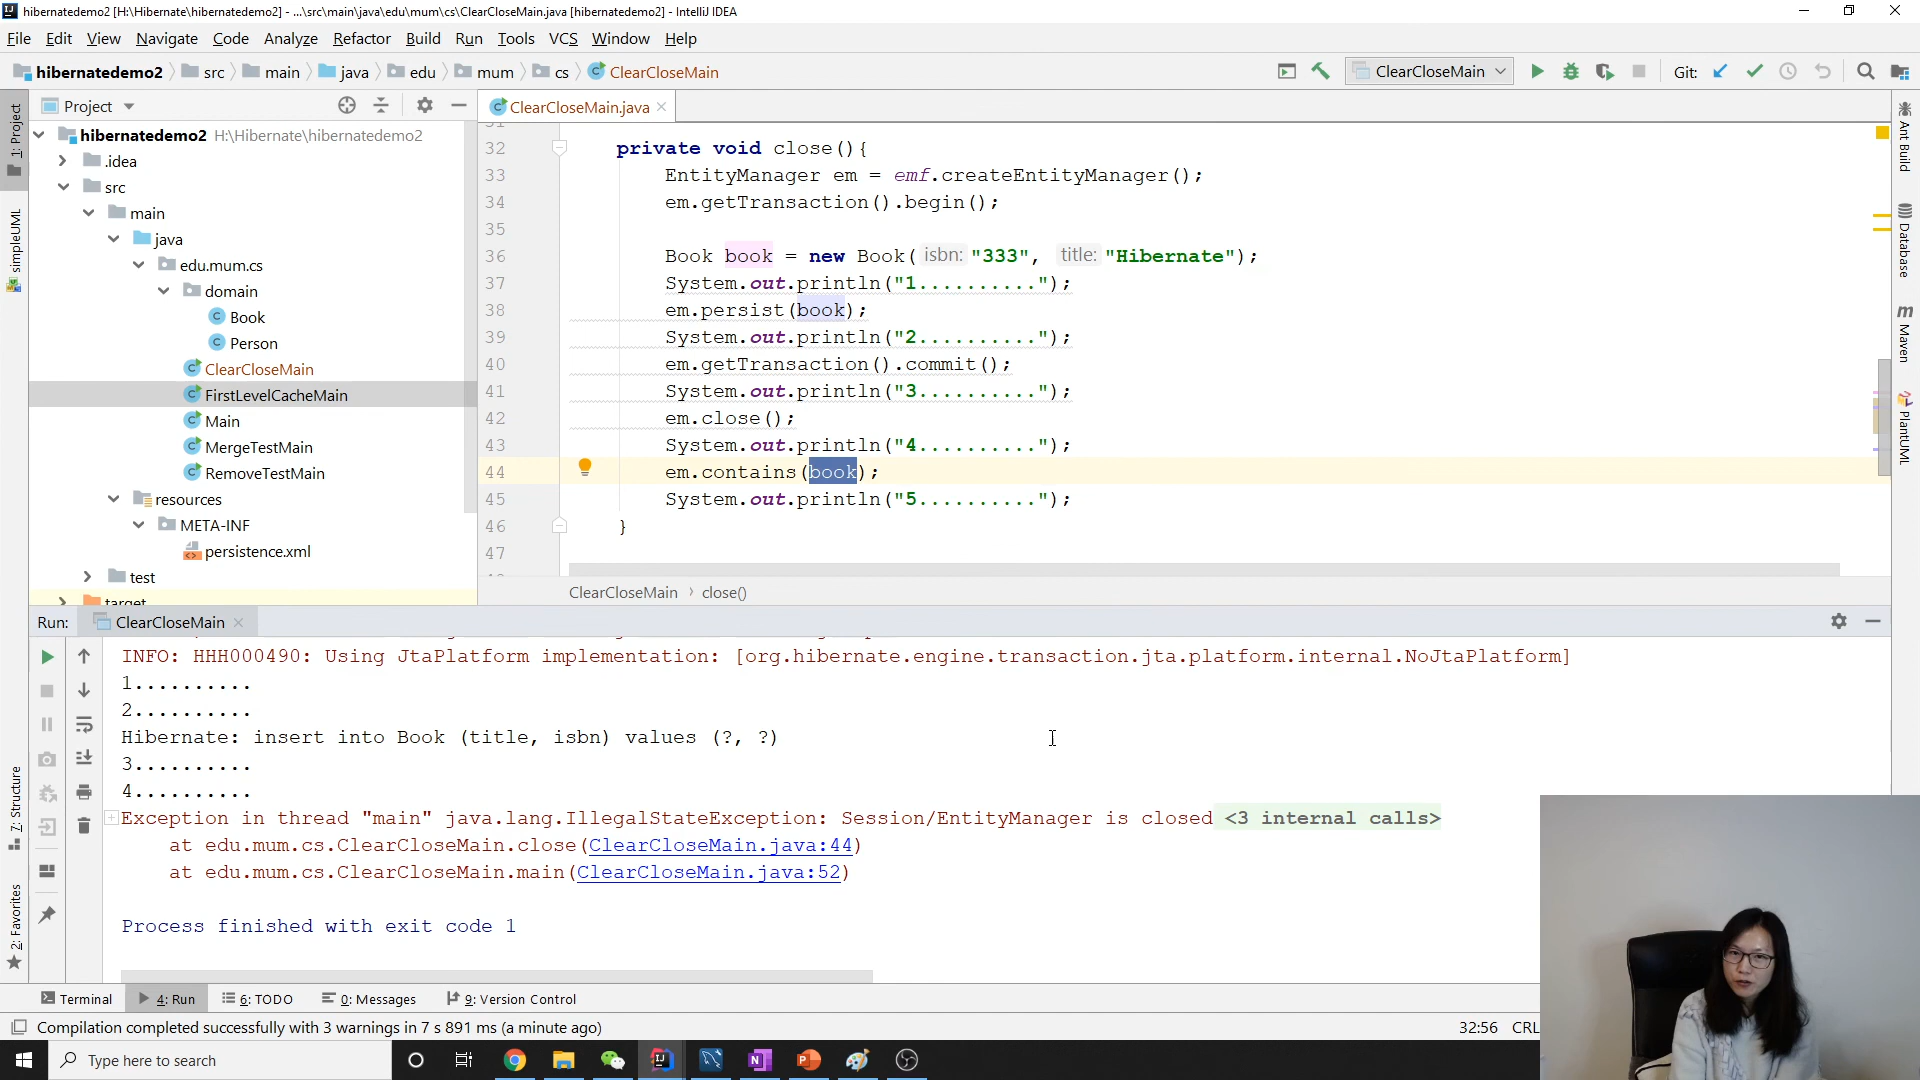 hibernatedemo2 [H:\Hibernate\hibernatedemo2] - ...\src\main\java\edu\mum\cs\ClearCloseMain.java [hibernatedemo2] - IntelliJ IDEA
File Edit View Navigate Code Analyze Refactor Build Run Tools VCS Window Help
hibernatedemo2 src main java edu mum cs ClearCloseMain
ClearCloseMain Git:
Project
ClearCloseMain.java
1: Project
simpleUML
7: Structure
2: Favorites
hibernatedemo2 H:\Hibernate\hibernatedemo2
.idea
src
main
java
edu.mum.cs
domain
Book
Person
ClearCloseMain
FirstLevelCacheMain
Main
MergeTestMain
RemoveTestMain
resources
META-INF
persistence.xml
test
target
31
32 private void close(){
33 EntityManager em = emf.createEntityManager();
34 em.getTransaction().begin();
35
36 Book book = new Book( isbn: "333", title: "Hibernate");
37 System.out.println("1..........");
38 em.persist(book);
39 System.out.println("2..........");
40 em.getTransaction().commit();
41 System.out.println("3..........");
42 em.close();
43 System.out.println("4..........");
44 em.contains(book);
45 System.out.println("5..........");
46 }
47
ClearCloseMain › close()
Ant Build
Database
Maven
PlantUML
Run: ClearCloseMain
INFO: HHH000490: Using JtaPlatform implementation: [org.hibernate.engine.transaction.jta.platform.internal.NoJtaPlatform]
1..........
2..........
Hibernate: insert into Book (title, isbn) values (?, ?)
3..........
4..........
Exception in thread "main" java.lang.IllegalStateException: Session/EntityManager is closed <3 internal calls>
at edu.mum.cs.ClearCloseMain.close(ClearCloseMain.java:44)
at edu.mum.cs.ClearCloseMain.main(ClearCloseMain.java:52)
Process finished with exit code 1
Terminal 4: Run 6: TODO 0: Messages 9: Version Control
Compilation completed successfully with 3 warnings in 7 s 891 ms (a minute ago) 32:56 CRL
Type here to search